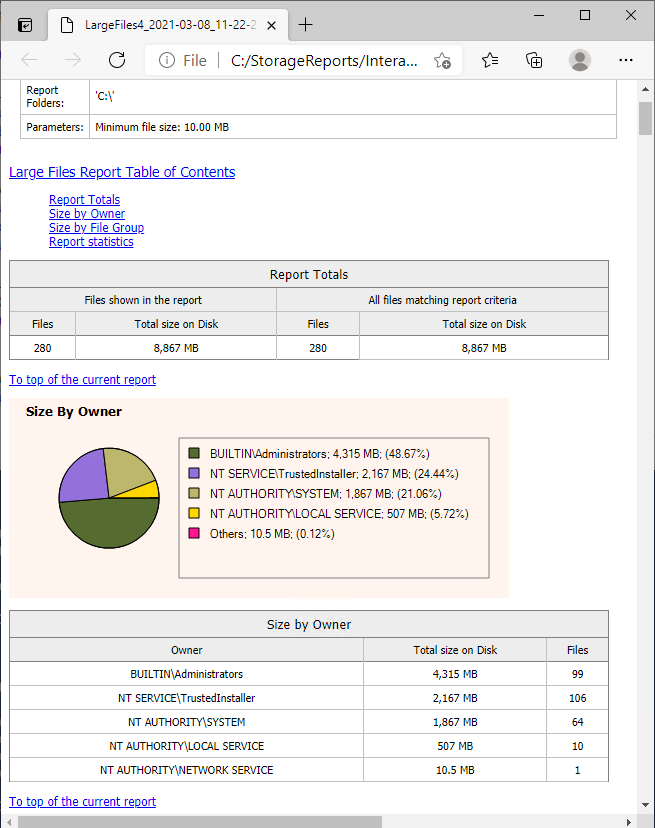 LargeFiles4_2021-03-08_11-22-2
File
C:/StorageReports/Intera...
Report Folders:
'C:\'
Parameters:
Minimum file size: 10.00 MB
Large Files Report Table of Contents
Report Totals
Size by Owner
Size by File Group
Report statistics
Report Totals
Files shown in the report
All files matching report criteria
Files Total size on Disk Files Total size on Disk
280 8,867 MB 280 8,867 MB
To top of the current report
Size By Owner
BUILTIN\Administrators; 4,315 MB; (48.67%)
NT SERVICE\TrustedInstaller; 2,167 MB; (24.44%)
NT AUTHORITY\SYSTEM; 1,867 MB; (21.06%)
NT AUTHORITY\LOCAL SERVICE; 507 MB; (5.72%)
Others; 10.5 MB; (0.12%)
Size by Owner
Owner Total size on Disk Files
BUILTIN\Administrators 4,315 MB 99
NT SERVICE\TrustedInstaller 2,167 MB 106
NT AUTHORITY\SYSTEM 1,867 MB 64
NT AUTHORITY\LOCAL SERVICE 507 MB 10
NT AUTHORITY\NETWORK SERVICE 10.5 MB 1
To top of the current report